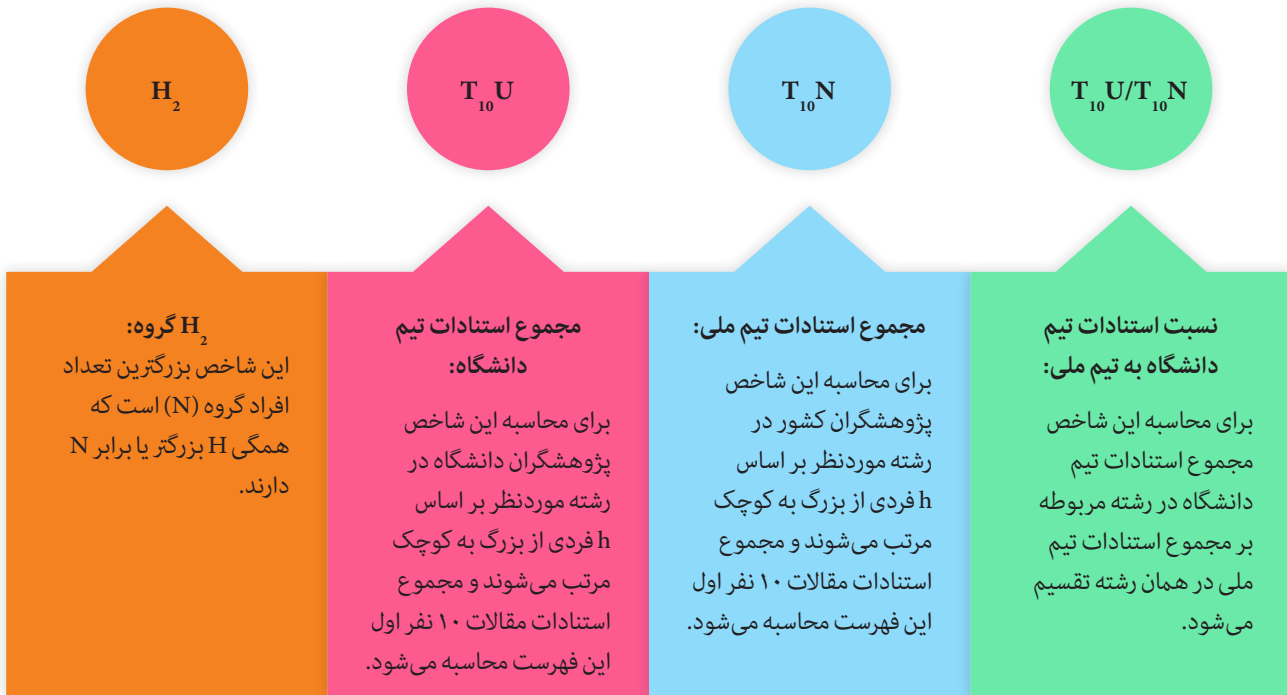 T₁₀U/T₁₀N
T₁₀N
T₁₀U
H₂
نسبت استنادات تیم
دانشگاه به تیم ملی:
برای محاسبه این شاخص
مجموع استنادات تیم
دانشگاه در رشته مربوطه
بر مجموع استنادات تیم
ملی در همان رشته تقسیم
می‌شود.
مجموع استنادات تیم ملی:
برای محاسبه این شاخص
پژوهشگران کشور در
رشته موردنظر بر اساس
h فردی از بزرگ به کوچک
مرتب می‌شوند و مجموع
استنادات مقالات ۱۰ نفر اول
این فهرست محاسبه می‌شود.
مجموع استنادات تیم
دانشگاه:
برای محاسبه این شاخص
پژوهشگران دانشگاه در
رشته موردنظر بر اساس
h فردی از بزرگ به کوچک
مرتب می‌شوند و مجموع
استنادات مقالات ۱۰ نفر اول
این فهرست محاسبه می‌شود.
H₂ گروه:
این شاخص بزرگترین تعداد
افراد گروه (N) است که
همگی H بزرگتر یا برابر N
دارند.